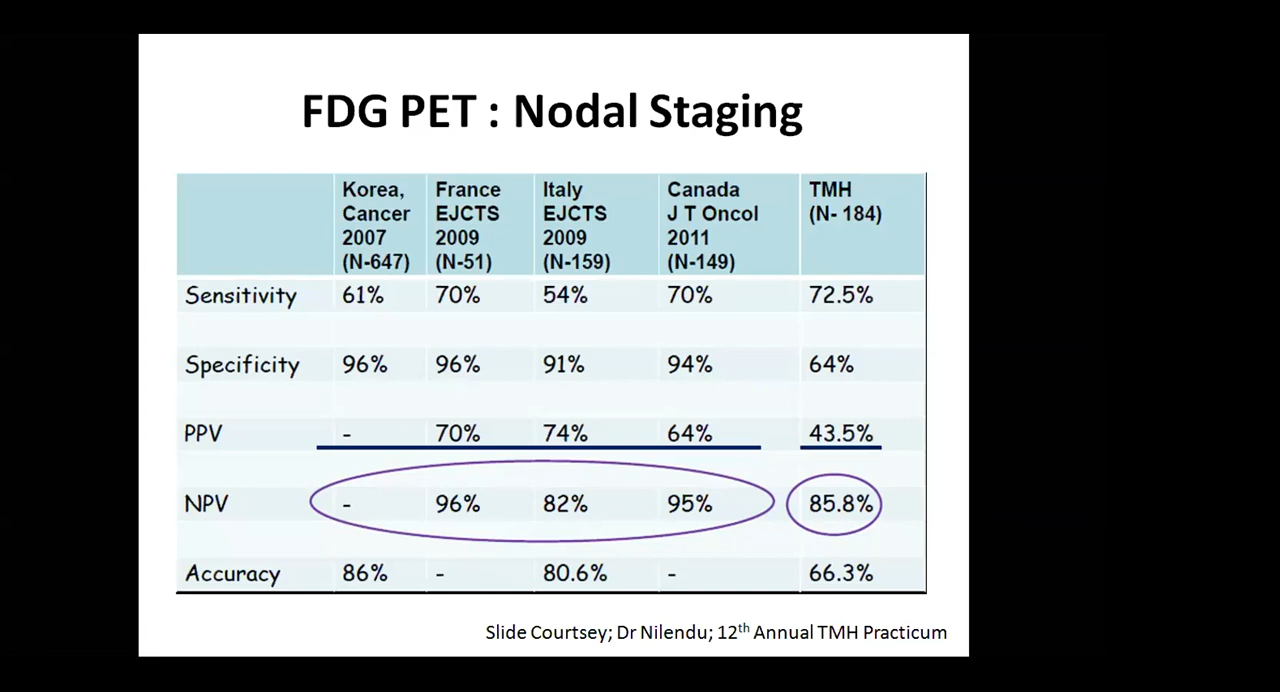 FDG PET : Nodal Staging
Korea, Cancer 2007 (N-647) France EJCTS 2009 (N-51) Italy EJCTS 2009 (N-159) Canada J T Oncol 2011 (N-149) TMH (N- 184)
Sensitivity 61% 70% 54% 70% 72.5%
Specificity 96% 96% 91% 94% 64%
PPV - 70% 74% 64% 43.5%
NPV - 96% 82% 95% 85.8%
Accuracy 86% - 80.6% - 66.3%
Slide Courtsey; Dr Nilendu; 12th Annual TMH Practicum